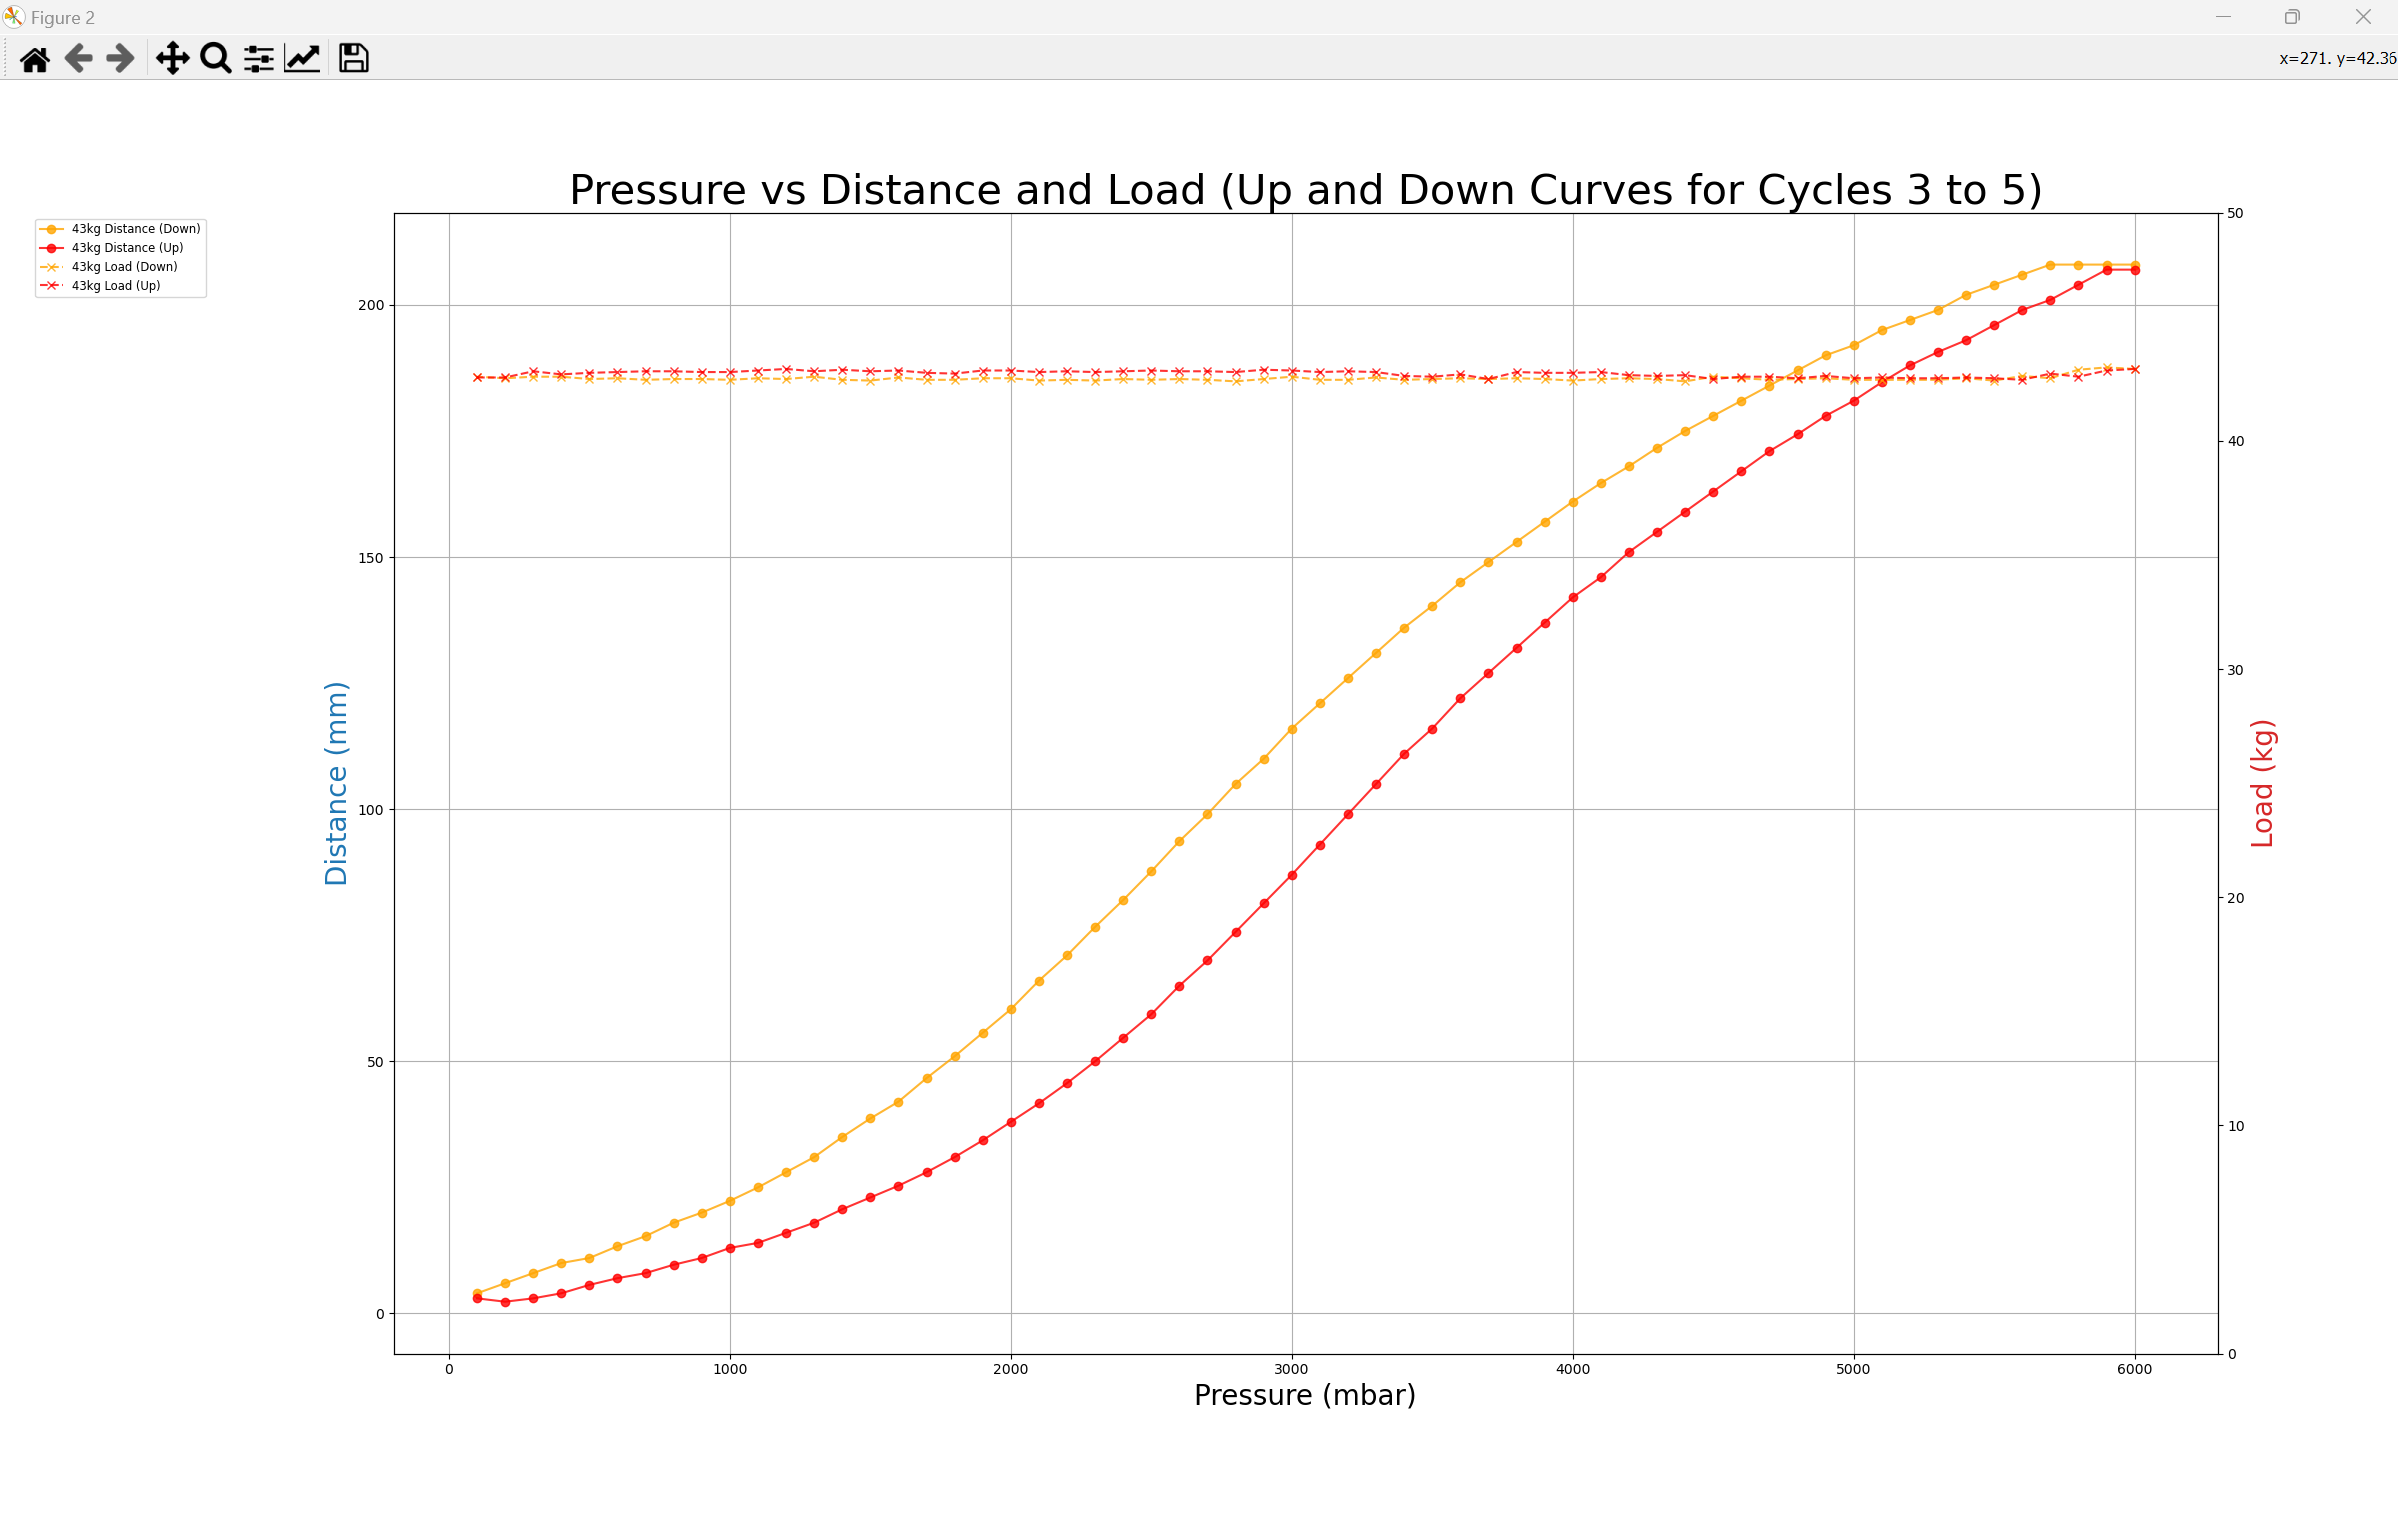 Figure 2
x=271. y=42.36
Pressure vs Distance and Load (Up and Down Curves for Cycles 3 to 5)
43kg Distance (Down)
43kg Distance (Up)
43kg Load (Down)
43kg Load (Up)
Distance (mm)
200
150
100
50
0
50
40
30
20
10
0
Load (kg)
0
1000
2000
3000
4000
5000
6000
Pressure (mbar)